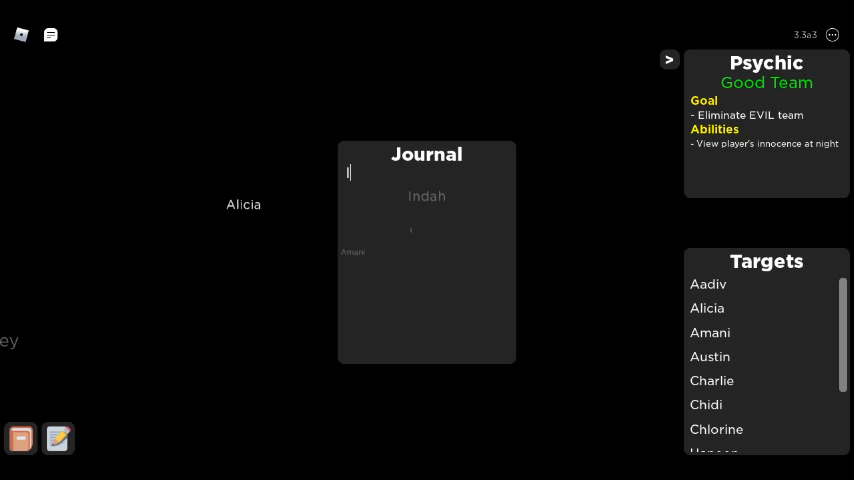 3.3a3
>
Psychic
Good Team
Goal
- Eliminate EVIL team
Abilities
- View player's innocence at night
Journal
I
Indah
Alicia
Amani
ey
Targets
Aadiv
Alicia
Amani
Austin
Charlie
Chidi
Chlorine